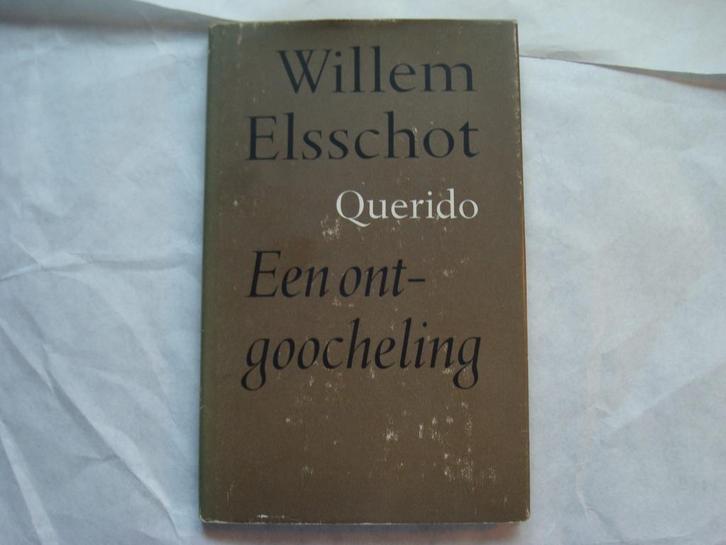 Willem
Elsschot
Querido
Een ont-
goocheling